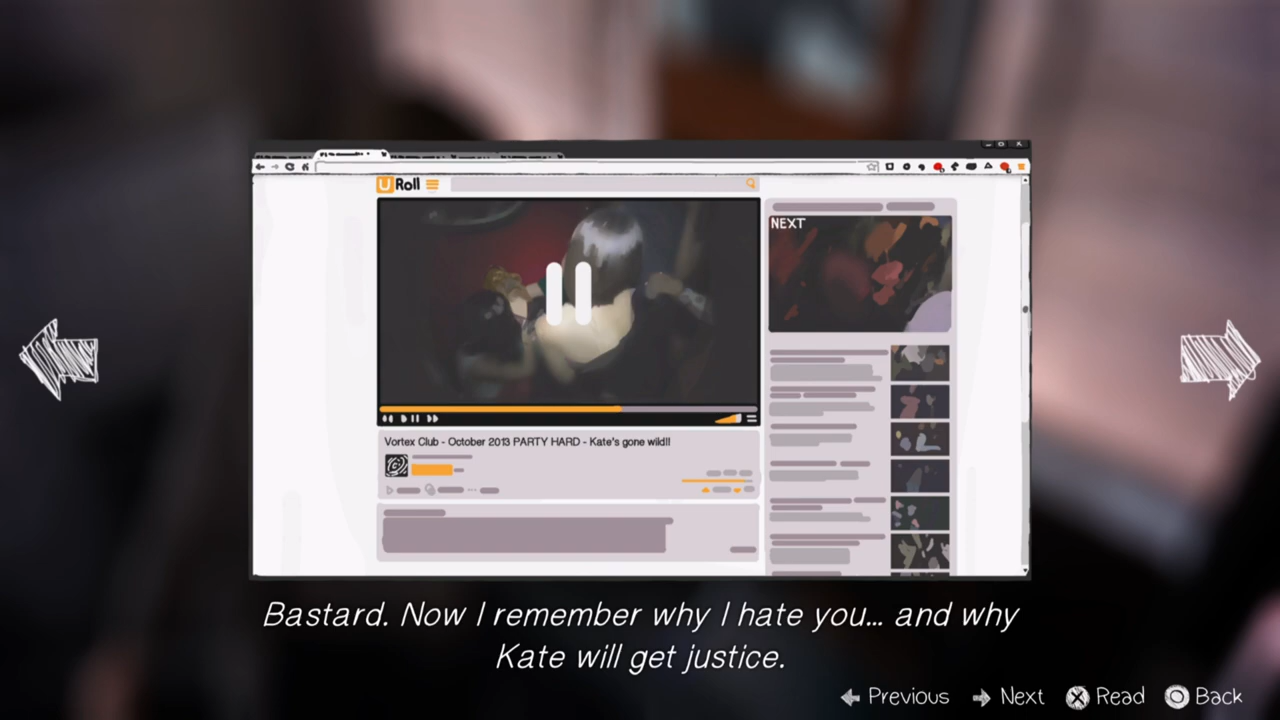 U Roll
NEXT
Vortex Club - October 2013 PARTY HARD - Kate's gone wild!!
Bastard. Now I remember why I hate you... and why
Kate will get justice.
Previous Next Read Back